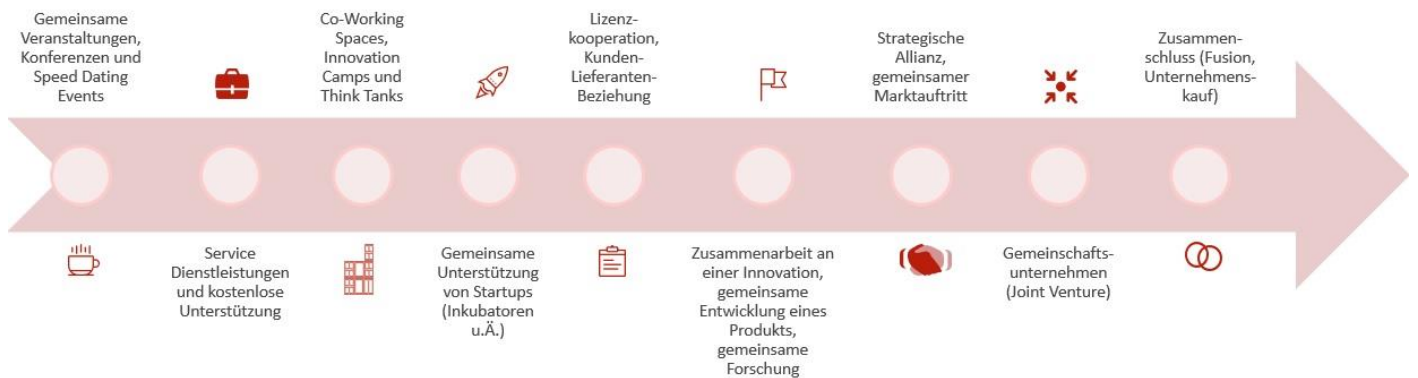 Gemeinsame
Veranstaltungen,
Konferenzen und
Speed Dating
Events
Service
Dienstleistungen
und kostenlose
Unterstützung
Co-Working
Spaces,
Innovation
Camps und
Think Tanks
Gemeinsame
Unterstützung
von Startups
(Inkubatoren
u.Ä.)
Lizenz-
kooperation,
Kunden-
Lieferanten-
Beziehung
Zusammenarbeit an
einer Innovation,
gemeinsame
Entwicklung eines
Produkts,
gemeinsame
Forschung
Strategische
Allianz,
gemeinsamer
Marktauftritt
Gemeinschafts-
unternehmen
(Joint Venture)
Zusammen-
schluss (Fusion,
Unternehmens-
kauf)